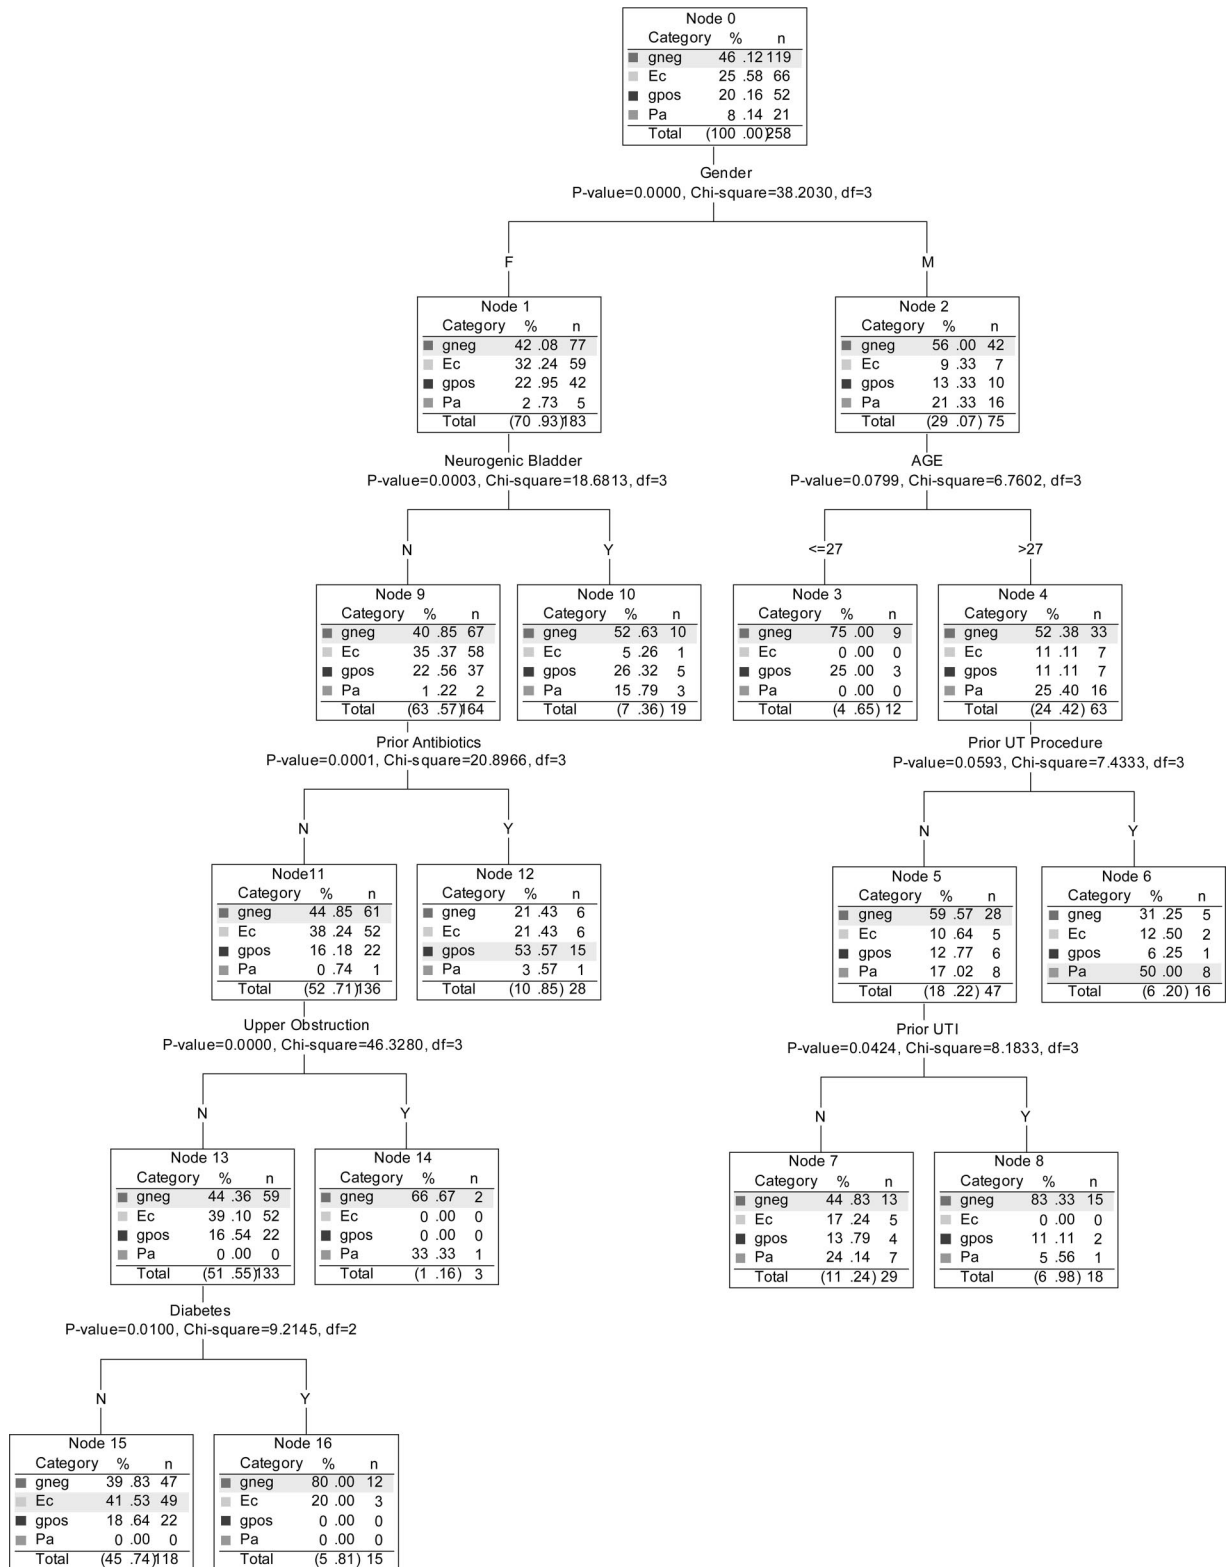 Node 0
Category % n
gneg 46 .12 119
Ec 25 .58 66
gpos 20 .16 52
Pa 8 .14 21
Total (100 .00)258
Gender
P-value=0.0000, Chi-square=38.2030, df=3
F
M
Node 1
Category % n
gneg 42 .08 77
Ec 32 .24 59
gpos 22 .95 42
Pa 2 .73 5
Total (70 .93)183
Node 2
Category % n
gneg 56 .00 42
Ec 9 .33 7
gpos 13 .33 10
Pa 21 .33 16
Total (29 .07) 75
Neurogenic Bladder
P-value=0.0003, Chi-square=18.6813, df=3
AGE
P-value=0.0799, Chi-square=6.7602, df=3
N
Y
<=27
>27
Node 9
Category % n
gneg 40 .85 67
Ec 35 .37 58
gpos 22 .56 37
Pa 1 .22 2
Total (63 .57)164
Node 10
Category % n
gneg 52 .63 10
Ec 5 .26 1
gpos 26 .32 5
Pa 15 .79 3
Total (7 .36) 19
Node 3
Category % n
gneg 75 .00 9
Ec 0 .00 0
gpos 25 .00 3
Pa 0 .00 0
Total (4 .65) 12
Node 4
Category % n
gneg 52 .38 33
Ec 11 .11 7
gpos 11 .11 7
Pa 25 .40 16
Total (24 .42) 63
Prior Antibiotics
P-value=0.0001, Chi-square=20.8966, df=3
Prior UT Procedure
P-value=0.0593, Chi-square=7.4333, df=3
N
Y
N
Y
Node11
Category % n
gneg 44 .85 61
Ec 38 .24 52
gpos 16 .18 22
Pa 0 .74 1
Total (52 .71)136
Node 12
Category % n
gneg 21 .43 6
Ec 21 .43 6
gpos 53 .57 15
Pa 3 .57 1
Total (10 .85) 28
Node 5
Category % n
gneg 59 .57 28
Ec 10 .64 5
gpos 12 .77 6
Pa 17 .02 8
Total (18 .22) 47
Node 6
Category % n
gneg 31 .25 5
Ec 12 .50 2
gpos 6 .25 1
Pa 50 .00 8
Total (6 .20) 16
Upper Obstruction
P-value=0.0000, Chi-square=46.3280, df=3
Prior UTI
P-value=0.0424, Chi-square=8.1833, df=3
N
Y
N
Y
Node 13
Category % n
gneg 44 .36 59
Ec 39 .10 52
gpos 16 .54 22
Pa 0 .00 0
Total (51 .55)133
Node 14
Category % n
gneg 66 .67 2
Ec 0 .00 0
gpos 0 .00 0
Pa 33 .33 1
Total (1 .16) 3
Node 7
Category % n
gneg 44 .83 13
Ec 17 .24 5
gpos 13 .79 4
Pa 24 .14 7
Total (11 .24) 29
Node 8
Category % n
gneg 83 .33 15
Ec 0 .00 0
gpos 11 .11 2
Pa 5 .56 1
Total (6 .98) 18
Diabetes
P-value=0.0100, Chi-square=9.2145, df=2
N
Y
Node 15
Category % n
gneg 39 .83 47
Ec 41 .53 49
gpos 18 .64 22
Pa 0 .00 0
Total (45 .74)118
Node 16
Category % n
gneg 80 .00 12
Ec 20 .00 3
gpos 0 .00 0
Pa 0 .00 0
Total (5 .81) 15